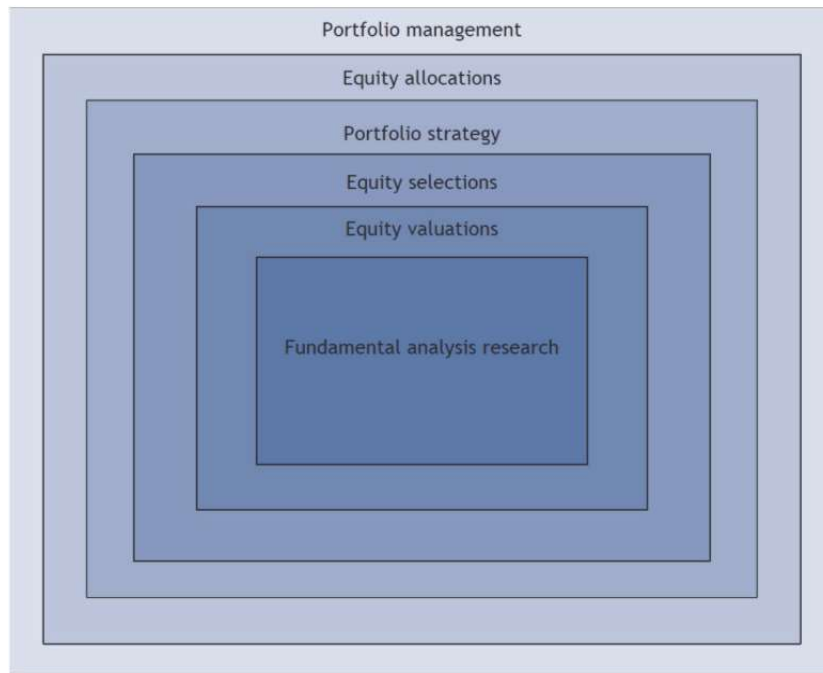 Portfolio management
Equity allocations
Portfolio strategy
Equity selections
Equity valuations
Fundamental analysis research